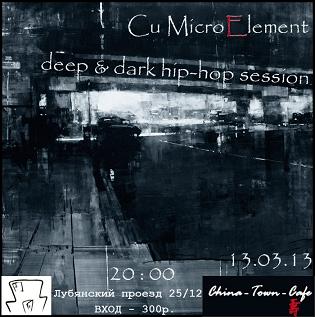 Cu MicroElement
deep & dark hip-hop session
20:00
13.03.13
Лубянский проезд 25/12
ВХОД - 300р.
China-Town-Cafe